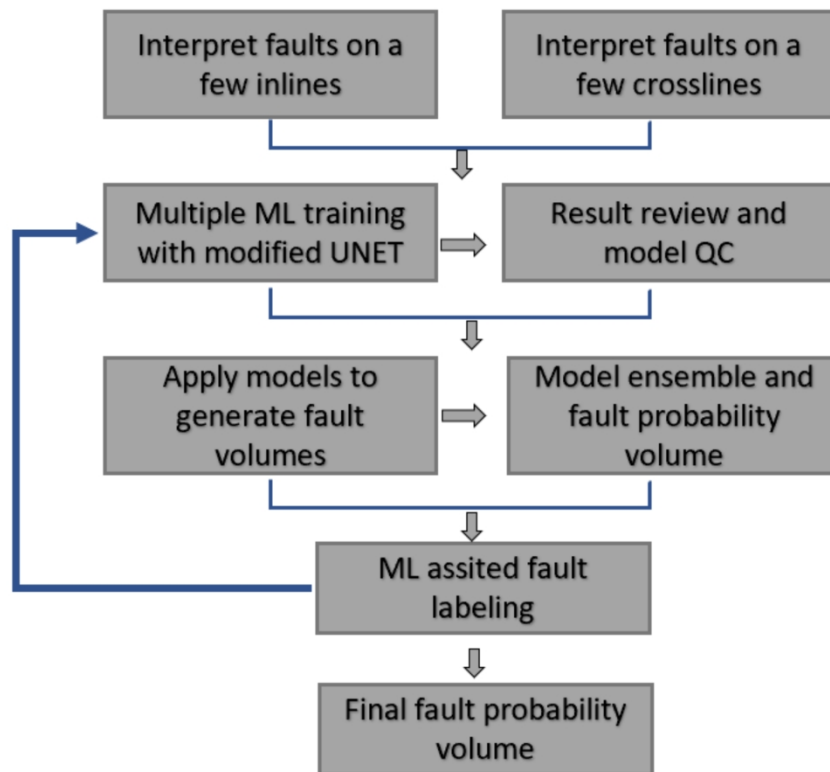 Interpret faults on a
few inlines
Interpret faults on a
few crosslines
Multiple ML training
with modified UNET
Result review and
model QC
Apply models to
generate fault
volumes
Model ensemble and
fault probability
volume
ML assited fault
labeling
Final fault probability
volume